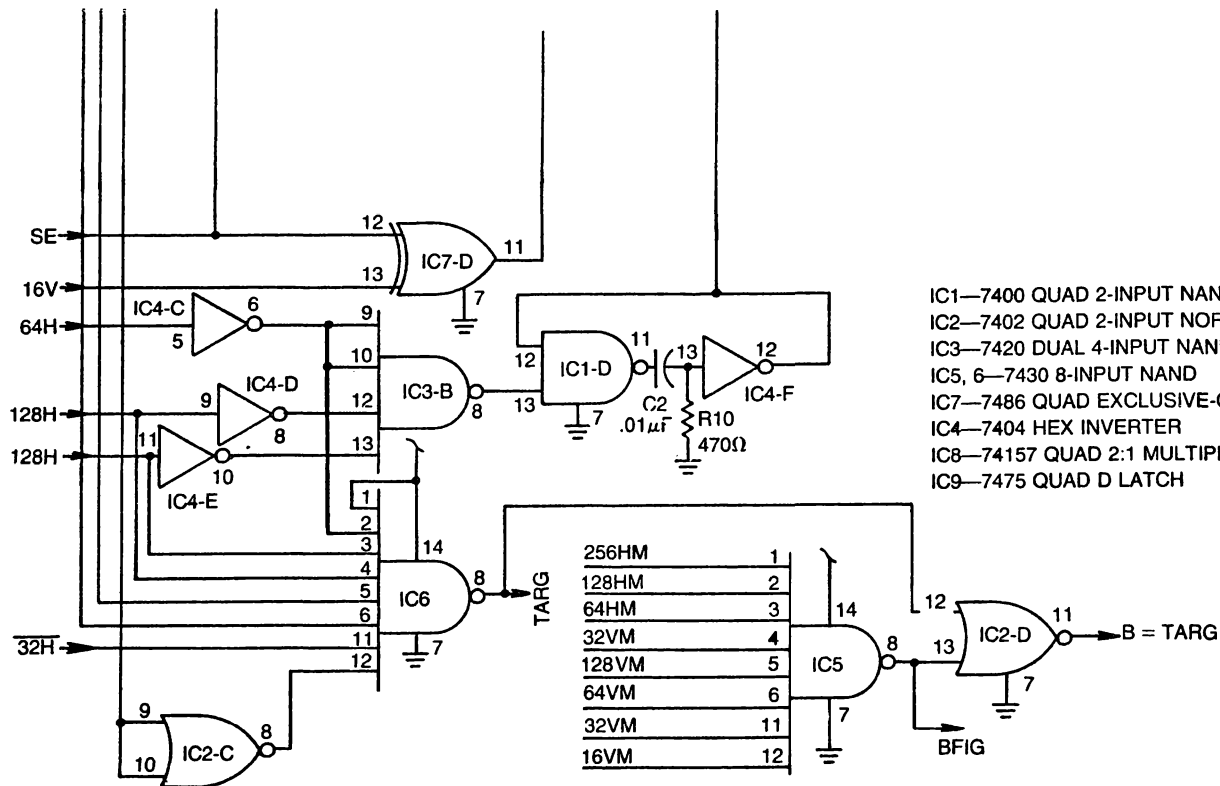 SE
12
IC7-D
11
16V
13
7
IC4-C
6
64H
5
9
10
IC3-B
8
12
13
IC4-D
128H
9
8
128H
11
IC4-E
10
12
13
IC1-D
11
7
C2
.01μF
13
R10
470Ω
12
IC4-F
IC1—7400 QUAD 2-INPUT NAN
IC2—7402 QUAD 2-INPUT NOF
IC3—7420 DUAL 4-INPUT NAN
IC5, 6—7430 8-INPUT NAND
IC7—7486 QUAD EXCLUSIVE-O
IC4—7404 HEX INVERTER
IC8—74157 QUAD 2:1 MULTIPL
IC9—7475 QUAD D LATCH
1
2
3
4
5
6
11
12
14
IC6
8
7
TARG
32H
9
10
IC2-C
8
256HM 1
128HM 2
64HM 3
32VM 4
128VM 5
64VM 6
32VM 11
16VM 12
14
IC5
8
7
BFIG
12
13
IC2-D
11
7
B = TARG